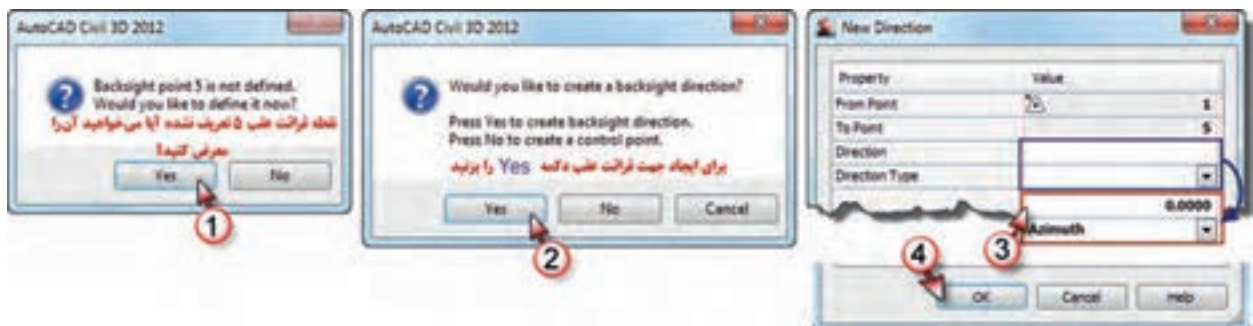 AutoCAD Civil 3D 2012
Backsight point 5 is not defined.
Would you like to define it now?
نقطه قرائت عقب ۵ تعریف نشده آیا می‌خواهید آن را
معرفی کنید؟
Yes
No
1
AutoCAD Civil 3D 2012
Would you like to create a backsight direction?
Press Yes to create backsight direction.
Press No to create a control point.
برای ایجاد جهت قرائت عقب دکمه Yes را بزنید
Yes
No
Cancel
2
New Direction
Property
Value
From Point
1
To Point
5
Direction
Direction Type
0.0000
Azimuth
3
4
OK
Cancel
Help